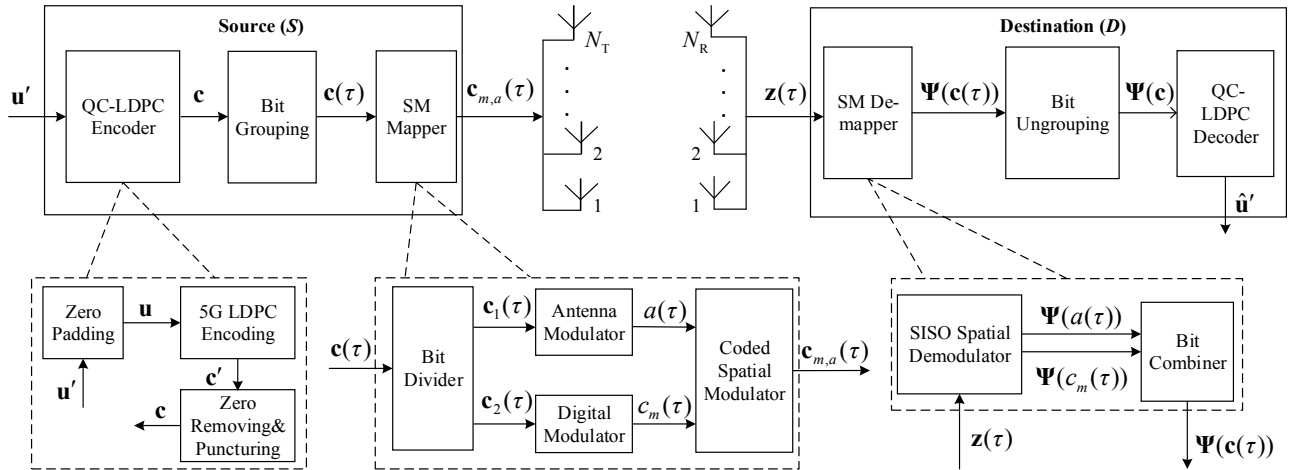 Source (S)
u′
QC-LDPC
Encoder
c
Bit
Grouping
c(τ)
SM
Mapper
c_{m,a}(τ)
N_T
2
1
N_R
2
1
z(τ)
Destination (D)
SM De-
mapper
Ψ(c(τ))
Bit
Ungrouping
Ψ(c)
QC-
LDPC
Decoder
û′
Zero
Padding
u
5G LDPC
Encoding
u′
c′
c
Zero
Removing&
Puncturing
c(τ)
Bit
Divider
c₁(τ)
Antenna
Modulator
a(τ)
c₂(τ)
Digital
Modulator
c_m(τ)
Coded
Spatial
Modulator
c_{m,a}(τ)
SISO Spatial
Demodulator
Ψ(a(τ))
Ψ(c_m(τ))
Bit
Combiner
z(τ)
Ψ(c(τ))